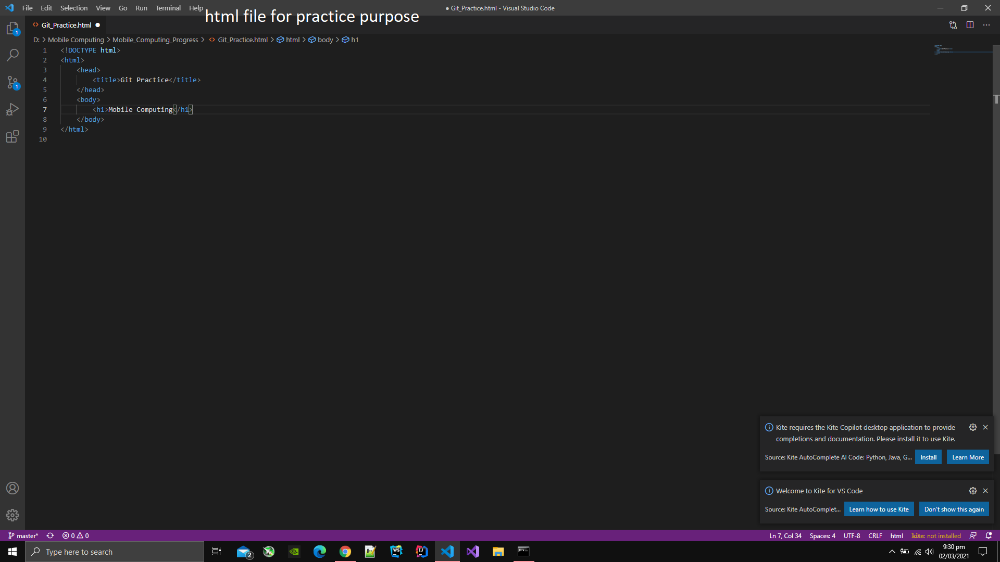 File Edit Selection View Go Run Terminal Help
html file for practice purpose
● Git_Practice.html - Visual Studio Code
Git_Practice.html ●
D: > Mobile Computing > Mobile_Computing_Progress > Git_Practice.html > html > body > h1
1
1
1 <!DOCTYPE html>
2 <html>
3 <head>
4 <title>Git Practice</title>
5 </head>
6 <body>
7 <h1>Mobile Computing</h1>
8 </body>
9 </html>
10
Kite requires the Kite Copilot desktop application to provide
completions and documentation. Please install it to use Kite.
Source: Kite AutoComplete AI Code: Python, Java, G... Install Learn More
Welcome to Kite for VS Code
Source: Kite AutoComplet... Learn how to use Kite Don't show this again
master* 0 0 Ln 7, Col 34 Spaces: 4 UTF-8 CRLF html kite: not installed
Type here to search 2 WS IJ 9:30 pm
02/03/2021